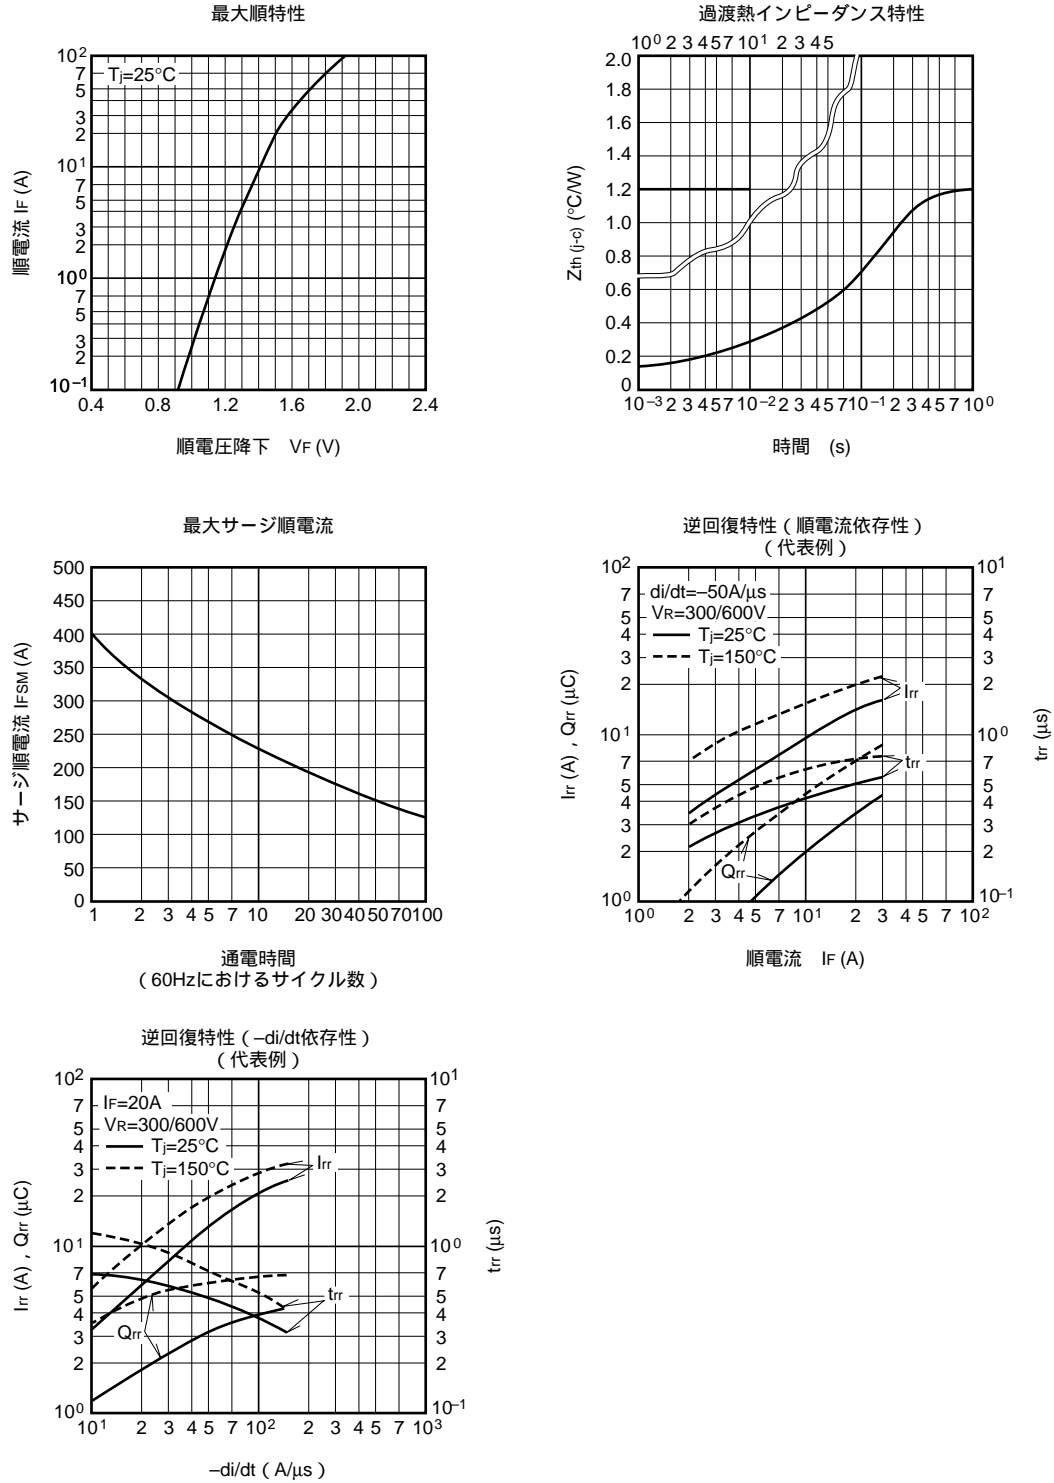 最大順特性
10² 7 5 3 2 10¹ 7 5 3 2 10⁰ 7 5 3 2 10⁻¹
Tj=25°C
0.4 0.8 1.2 1.6 2.0 2.4
順電流 IF (A)
順電圧降下 VF (V)
過渡熱インピーダンス特性
10⁰ 2 3 4 5 7 10¹ 2 3 4 5
2.0 1.8 1.6 1.4 1.2 1.0 0.8 0.6 0.4 0.2 0
10⁻³ 2 3 4 5 7 10⁻² 2 3 4 5 7 10⁻¹ 2 3 4 5 7 10⁰
Zth (j-c) (°C/W)
時間 (s)
最大サージ順電流
500 450 400 350 300 250 200 150 100 50 0
1 2 3 4 5 7 10 20 30 40 50 70 100
サージ順電流 IFSM (A)
通電時間
(60Hzにおけるサイクル数)
逆回復特性(順電流依存性)
(代表例)
10² 7 5 4 3 2 10¹ 7 5 4 3 2 10⁰
di/dt=–50A/μs
VR=300/600V
Tj=25°C
Tj=150°C
Irr
trr
Qrr
10¹ 7 5 4 3 2 10⁰ 7 5 4 3 2 10⁻¹
10⁰ 2 3 4 5 7 10¹ 2 3 4 5 7 10²
Irr (A) , Qrr (μC)
trr (μs)
順電流 IF (A)
逆回復特性(–di/dt依存性)
(代表例)
10² 7 5 4 3 2 10¹ 7 5 4 3 2 10⁰
IF=20A
VR=300/600V
Tj=25°C
Tj=150°C
Irr
trr
Qrr
10¹ 7 5 4 3 2 10⁰ 7 5 4 3 2 10⁻¹
10¹ 2 3 4 5 7 10² 2 3 4 5 7 10³
Irr (A) , Qrr (μC)
trr (μs)
–di/dt (A/μs)